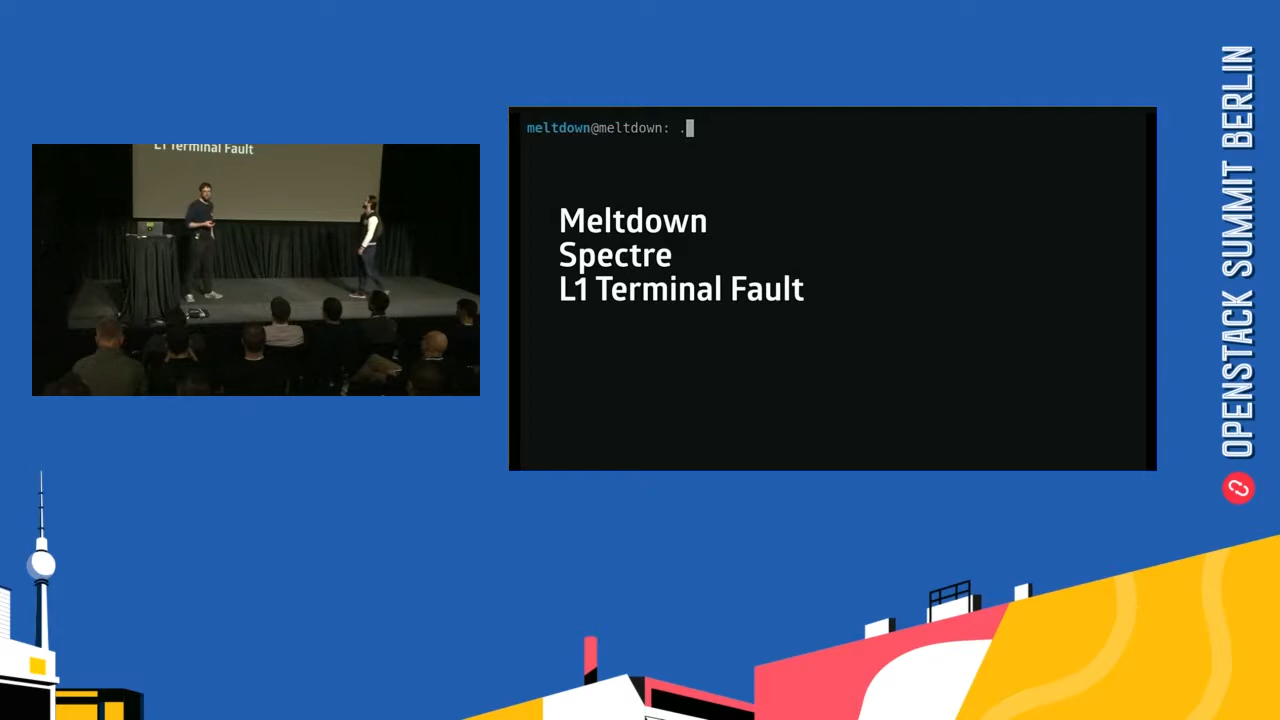 L1 Terminal Fault
meltdown@meltdown: .
Meltdown
Spectre
L1 Terminal Fault
OPENSTACK SUMMIT BERLIN